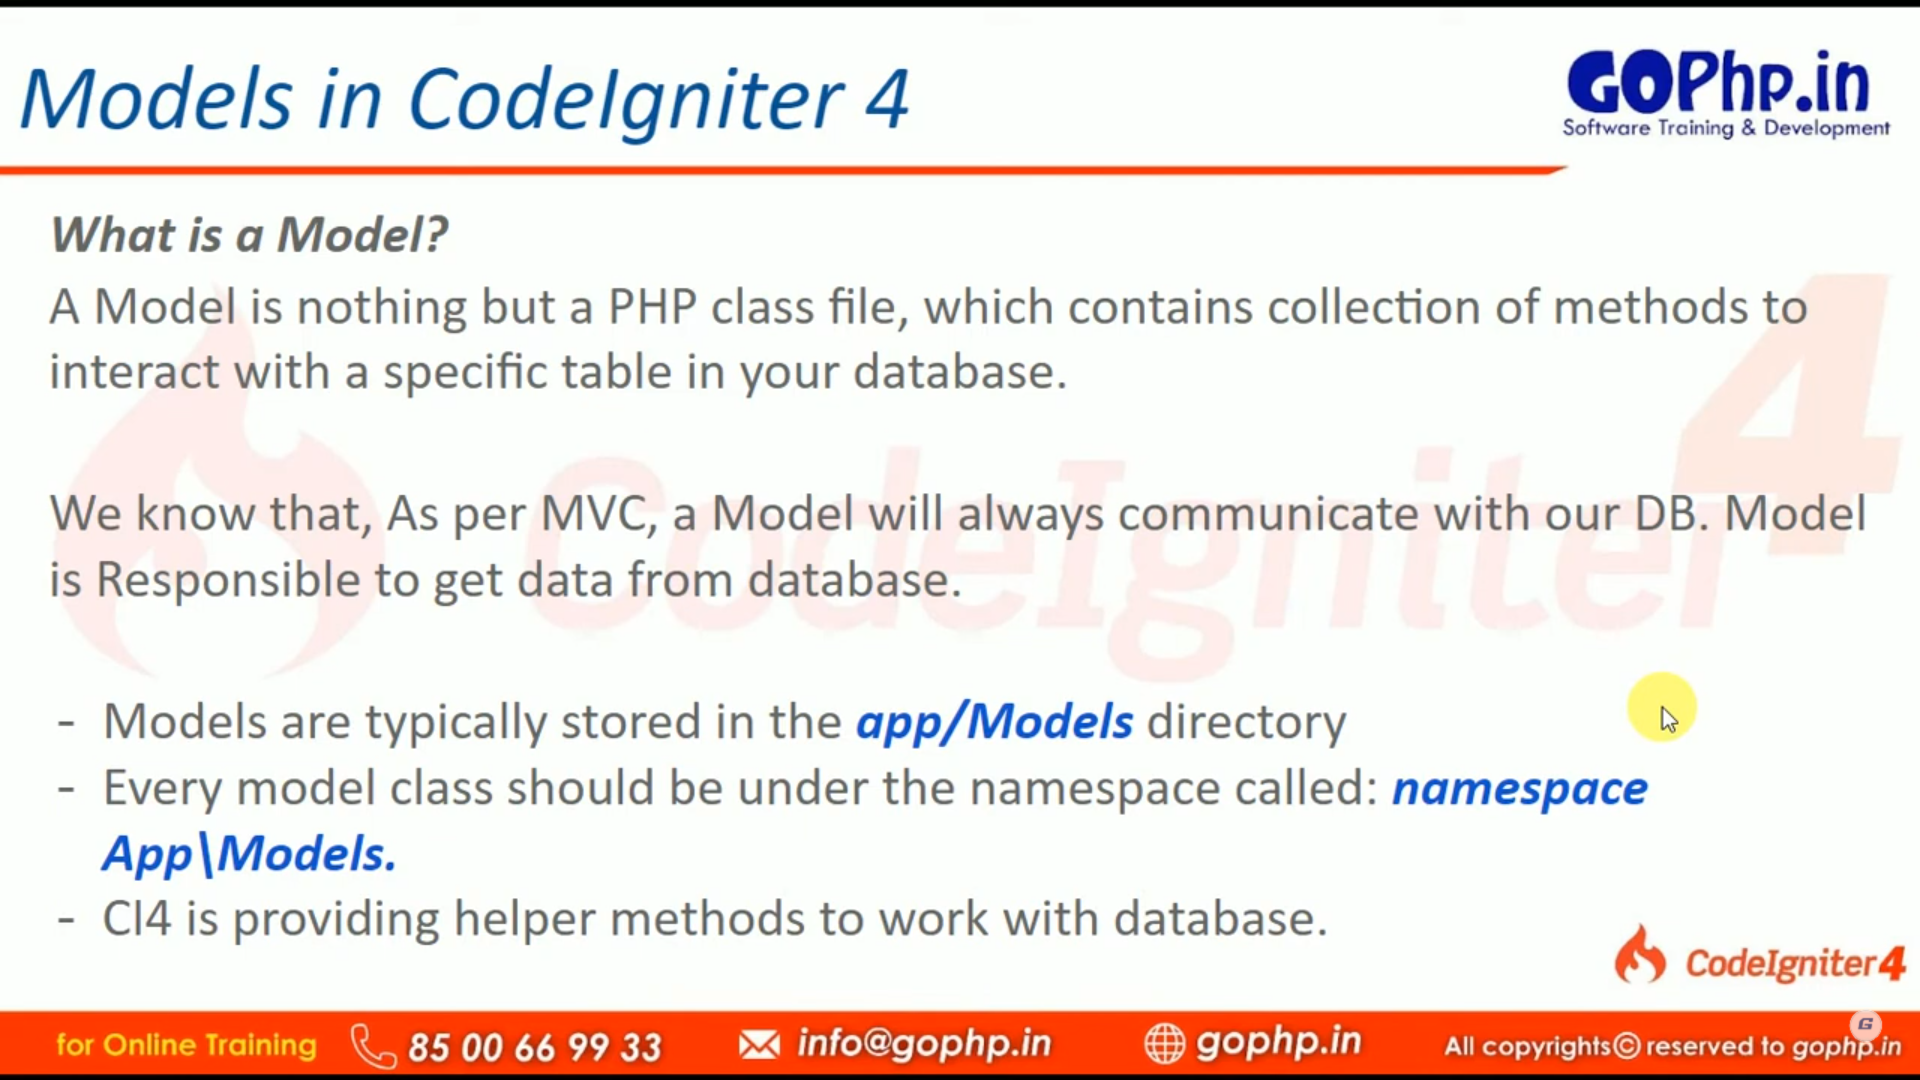 Models in CodeIgniter 4
GOPhp.in
Software Training & Development
What is a Model?
A Model is nothing but a PHP class file, which contains collection of methods to
interact with a specific table in your database.
We know that, As per MVC, a Model will always communicate with our DB. Model
is Responsible to get data from database.
CodeIgniter 4
- Models are typically stored in the app/Models directory
- Every model class should be under the namespace called: namespace
App\Models.
- CI4 is providing helper methods to work with database.
CodeIgniter4
for Online Training 85 00 66 99 33 info@gophp.in gophp.in All copyrights© reserved to gophp.in
G